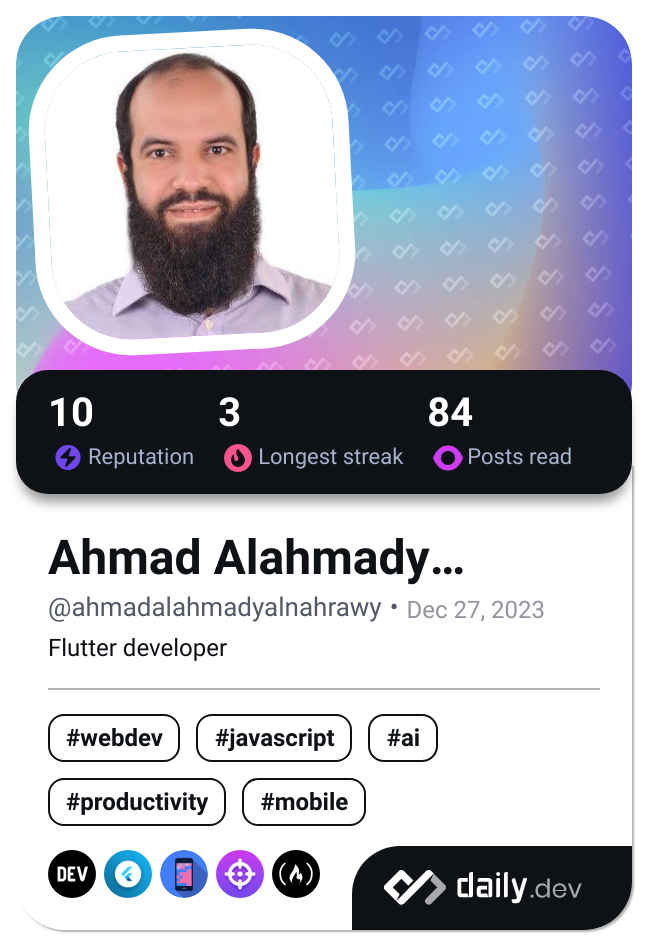 10 3 84
Reputation Longest streak Posts read
Ahmad Alahmady…
@ahmadalahmadyalnahrawy • Dec 27, 2023
Flutter developer
#webdev #javascript #ai
#productivity #mobile
DEV
daily.dev